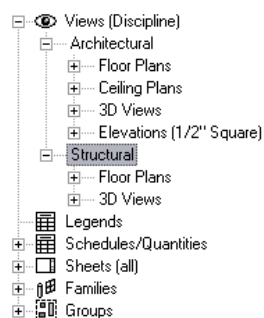 Views (Discipline)
Architectural
Floor Plans
Ceiling Plans
3D Views
Elevations (1/2" Square)
Structural
Floor Plans
3D Views
Legends
Schedules/Quantities
Sheets (all)
Families
Groups